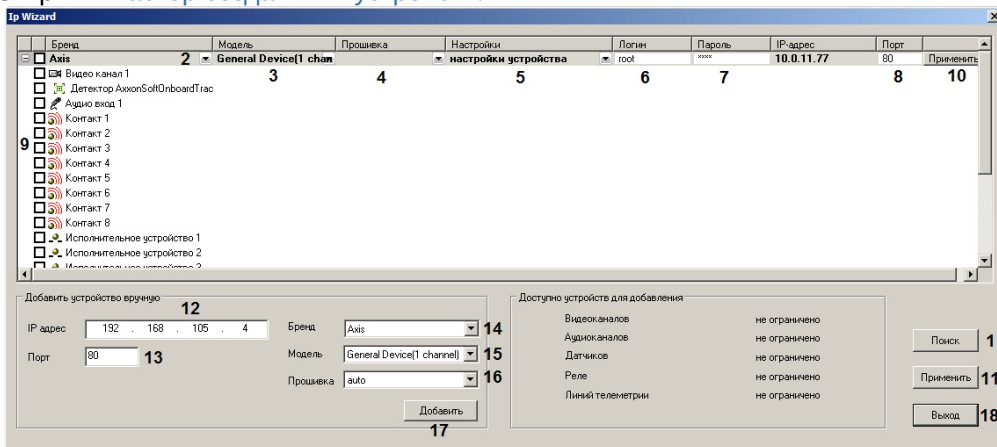 Ip Wizard
Бренд Модель Прошивка Настройки Логин Пароль IP-адрес Порт
Axis 2 General Device(1 chan настройки устройства root **** 10.0.11.77 80 Применить
Видео канал 1 3 4 5 6 7 8 10
Детектор AxxonSoftOnboardTrac
Аудио вход 1
Контакт 1
Контакт 2
9 Контакт 3
Контакт 4
Контакт 5
Контакт 6
Контакт 7
Контакт 8
Исполнительное устройство 1
Исполнительное устройство 2
Добавить устройство вручную
12
IP адрес 192 . 168 . 105 . 4
Порт 80 13
Бренд Axis 14
Модель General Device(1 channel) 15
Прошивка auto 16
Добавить
17
Доступно устройств для добавления
Видеоканалов не ограничено
Аудиоканалов не ограничено
Датчиков не ограничено
Реле не ограничено
Линий телеметрии не ограничено
Поиск 1
Применить 11
Выход 18